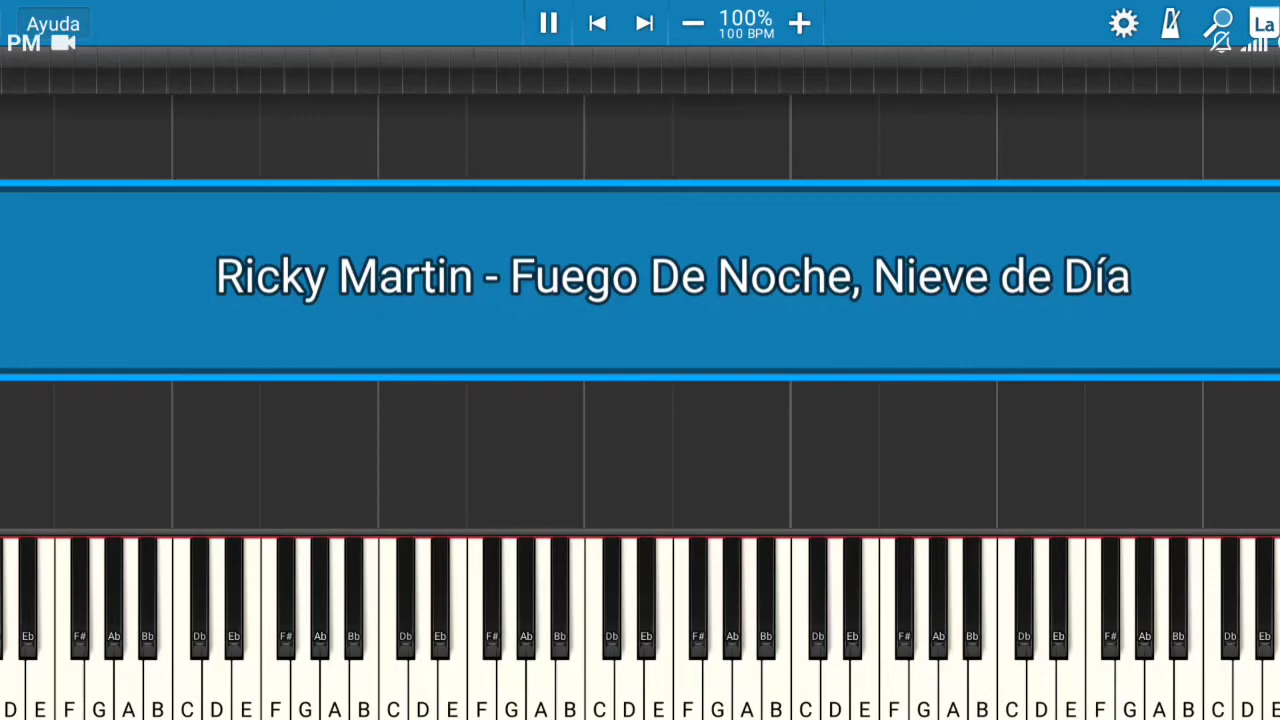 Ayuda
PM
100%
100 BPM
La
Ricky Martin - Fuego De Noche, Nieve de Día
Eb F# Ab Bb Db Eb F# Ab Bb Db Eb F# Ab Bb Db Eb F# Ab Bb Db Eb F# Ab Bb Db Eb F# Ab Bb Db Eb
D E F G A B C D E F G A B C D E F G A B C D E F G A B C D E F G A B C D E F G A B C D E